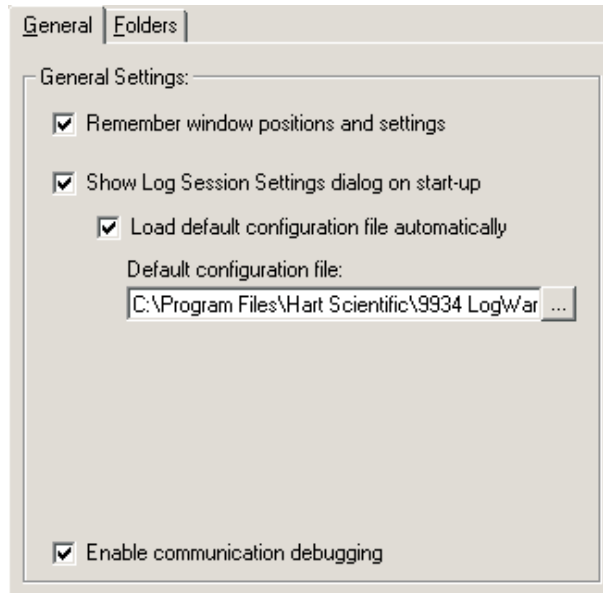 General Folders
General Settings:
Remember window positions and settings
Show Log Session Settings dialog on start-up
Load default configuration file automatically
Default configuration file:
C:\Program Files\Hart Scientific\9934 LogWar ...
Enable communication debugging